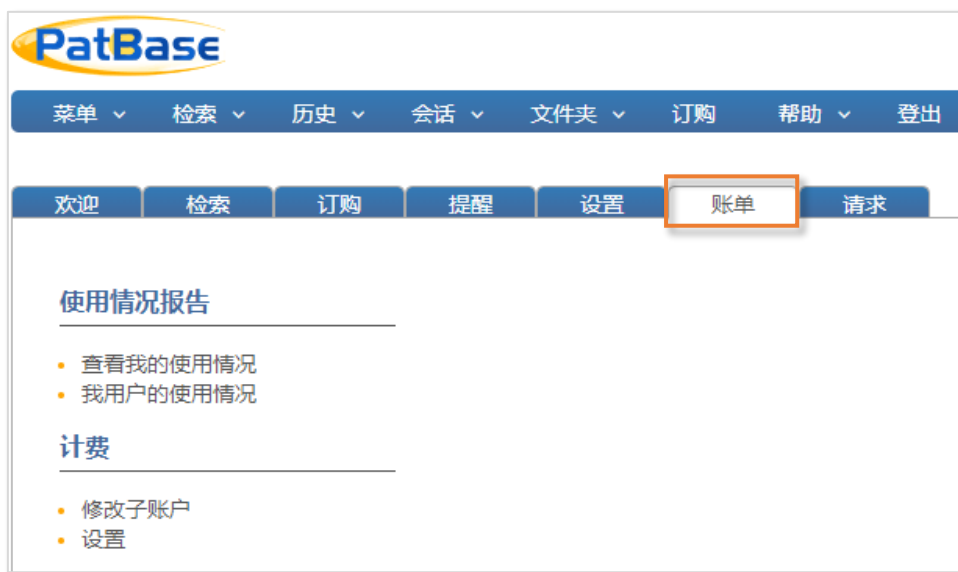 PatBase
菜单 检索 历史 会话 文件夹 订购 帮助 登出
欢迎 检索 订购 提醒 设置 账单 请求
使用情况报告
• 查看我的使用情况
• 我用户的使用情况
计费
• 修改子账户
• 设置